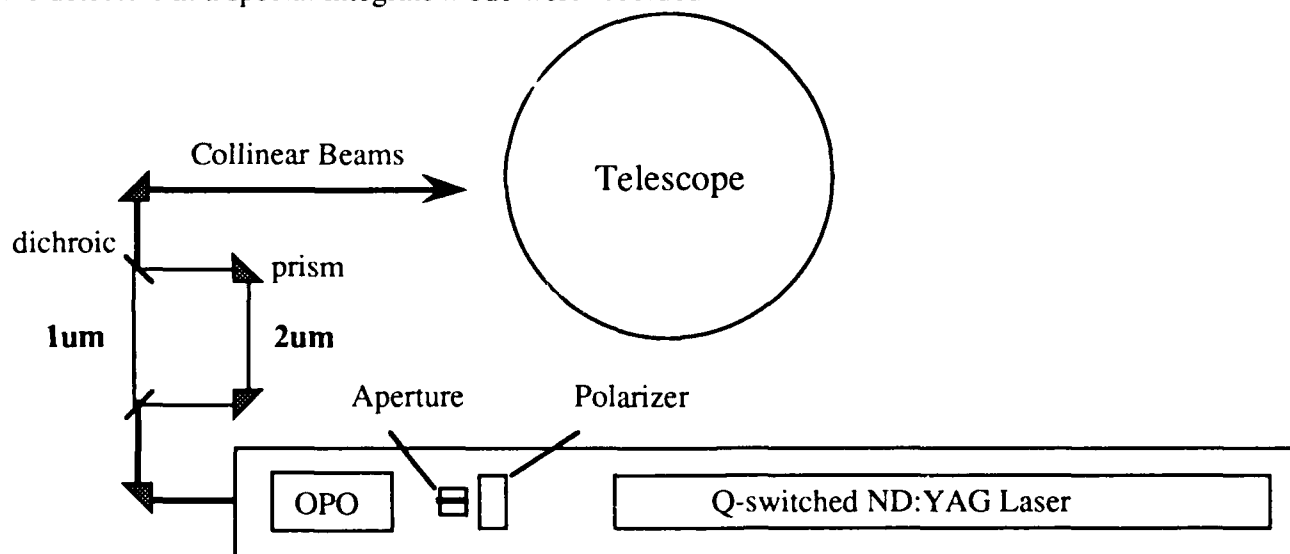 Collinear Beams
Telescope
dichroic
prism
1um
2um
Aperture
Polarizer
OPO
Q-switched ND:YAG Laser